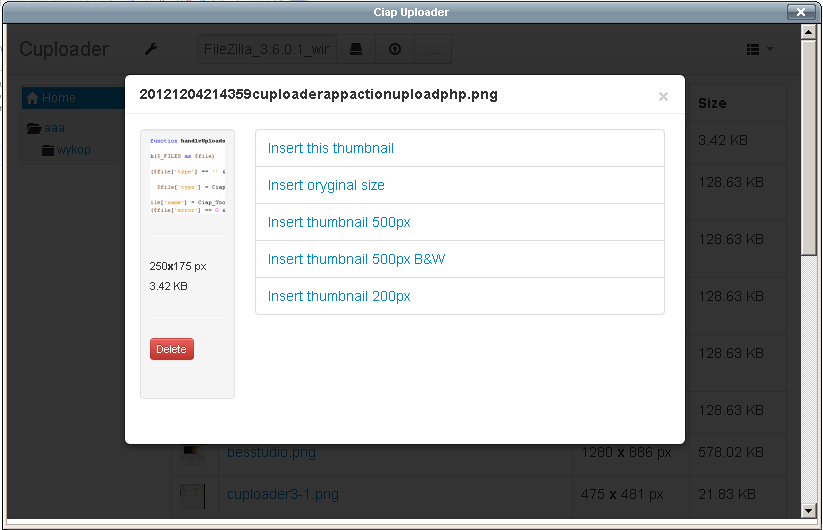 Ciap Uploader
Cuploader
FileZilla_3.6.0.1_wir
...
20121204214359cuploaderappactionuploadphp.png
×
Home
aaa
wykop
function handleUploads
k($_FILES as $file)
($file['type'] == '' &
$file['type'] = Ciap
ile['name'] = Ciap_Too
($file['error'] == 0 &
250x175 px
3.42 KB
Delete
Insert this thumbnail
Insert oryginal size
Insert thumbnail 500px
Insert thumbnail 500px B&W
Insert thumbnail 200px
Size
3.42 KB
128.63 KB
128.63 KB
128.63 KB
128.63 KB
128.63 KB
besstudio.png 1280 x 886 px 578.02 KB
cuploader3-1.png 475 x 481 px 21.83 KB